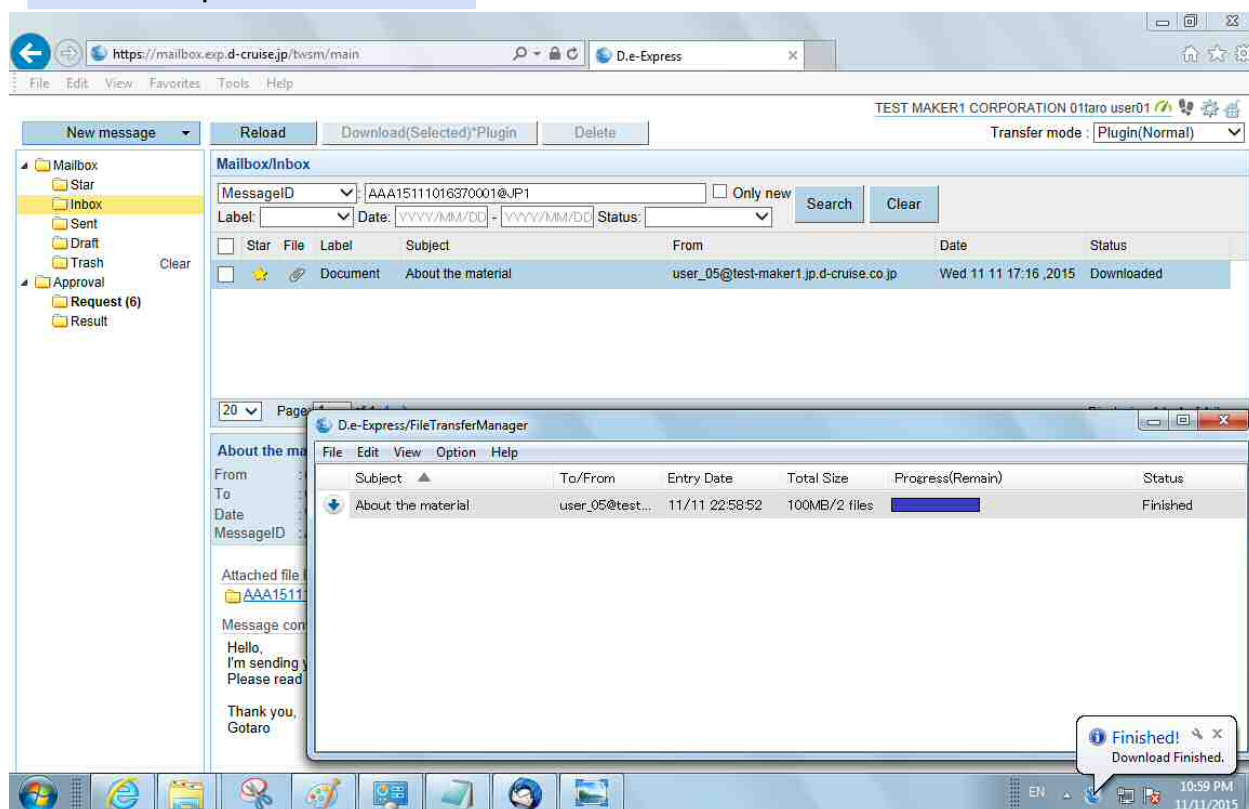 https://mailbox.exp.d-cruise.jp/twsm/main
D.e-Express
File Edit View Favorites Tools Help
TEST MAKER1 CORPORATION 01taro user01
New message Reload Download(Selected)*Plugin Delete Transfer mode : Plugin(Normal)
Mailbox
Star
Inbox
Sent
Draft
Trash Clear
Approval
Request (6)
Result
Mailbox/Inbox
MessageID : AAA15111016370001@JP1 Only new Search Clear
Label: Date: YYYY/MM/DD - YYYY/MM/DD Status:
Star File Label Subject From Date Status
Document About the material user_05@test-maker1.jp.d-cruise.co.jp Wed 11 11 17:16 ,2015 Downloaded
20 Page
About the ma
From :
To :
Date :
MessageID :
Attached file
AAA1511
Message con
Hello,
I'm sending y
Please read
Thank you,
Gotaro
D.e-Express/FileTransferManager
File Edit View Option Help
Subject To/From Entry Date Total Size Progress(Remain) Status
About the material user_05@test... 11/11 22:58:52 100MB/2 files Finished
Finished!
Download Finished.
EN
10:59 PM
11/11/2015